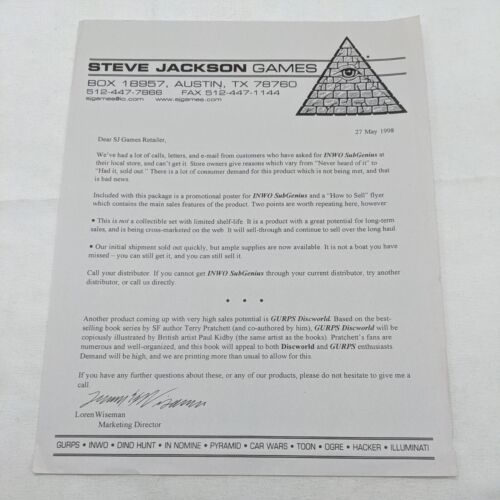 STEVE JACKSON GAMES
BOX 18957, AUSTIN, TX 78760
512-447-7866 FAX 512-447-1144
sjgames@io.com www.sjgames.com
27 May 1998
Dear SJ Games Retailer,
We've had a lot of calls, letters, and e-mail from customers who have asked for INWO SubGenius at
their local store, and can't get it. Store owners give reasons which vary from "Never heard of it" to
"Had it, sold out." There is a lot of consumer demand for this product which is not being met, and that
is bad news.
Included with this package is a promotional poster for INWO SubGenius and a "How to Sell" flyer
which contains the main sales features of the product. Two points are worth repeating here, however:
• This is not a collectible set with limited shelf-life. It is a product with a great potential for long-term
sales, and is being cross-marketed on the web. It will sell-through and continue to sell over the long haul
• Our initial shipment sold out quickly, but ample supplies are now available. It is not a boat you have
missed – you can still get it, and you can still sell it.
Call your distributor. If you cannot get INWO SubGenius through your current distributor, try another
distributor, or call us directly.
• • •
Another product coming up with very high sales potential is GURPS Discworld. Based on the best-
selling book series by SF author Terry Pratchett (and co-authored by him), GURPS Discworld will be
copiously illustrated by British artist Paul Kidby (the same artist as the books). Pratchett's fans are
numerous and well-organized, and this book will appeal to both Discworld and GURPS enthusiasts.
Demand will be high, and we are printing more than usual to allow for this.
If you have any further questions about these, or any of our products, please do not hesitate to give me a
call.
Loren Wiseman
Marketing Director
GURPS • INWO • DINO HUNT • IN NOMINE • PYRAMID • CAR WARS • TOON • OGRE • HACKER • ILLUMINATI